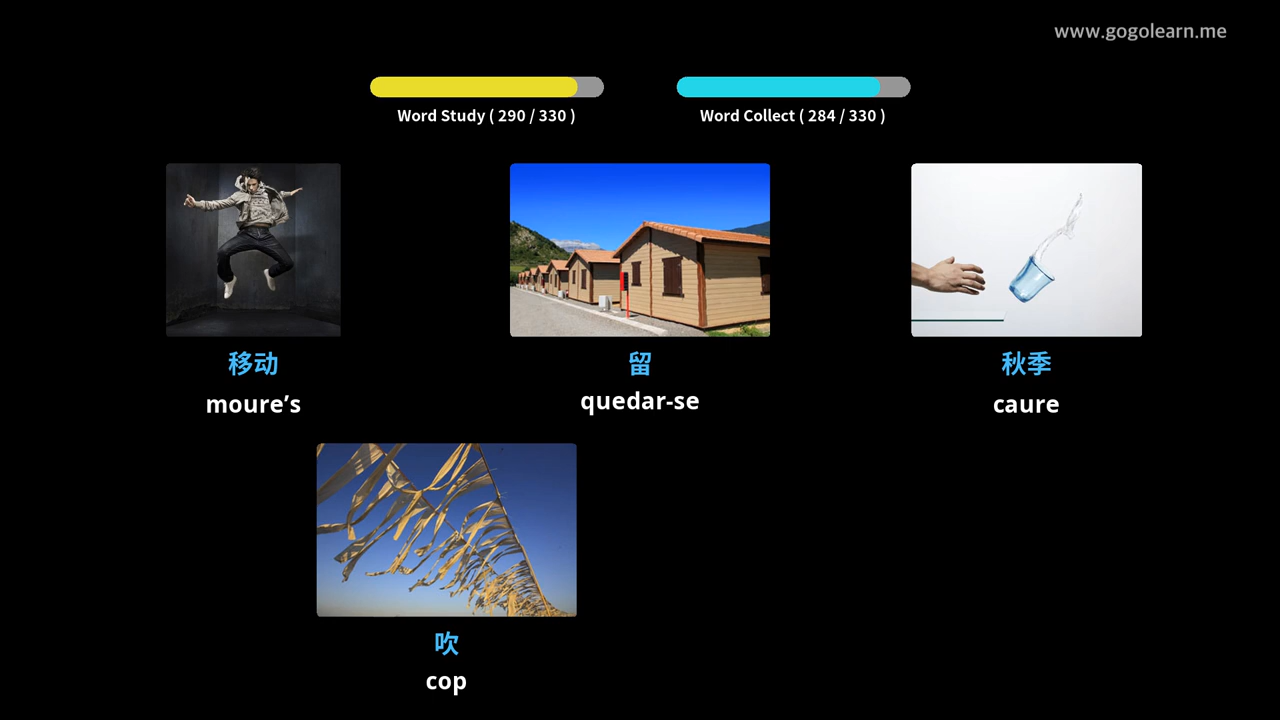 www.gogolearn.me
Word Study ( 290 / 330 )
Word Collect ( 284 / 330 )
移动
moure’s
留
quedar-se
秋季
caure
吹
cop